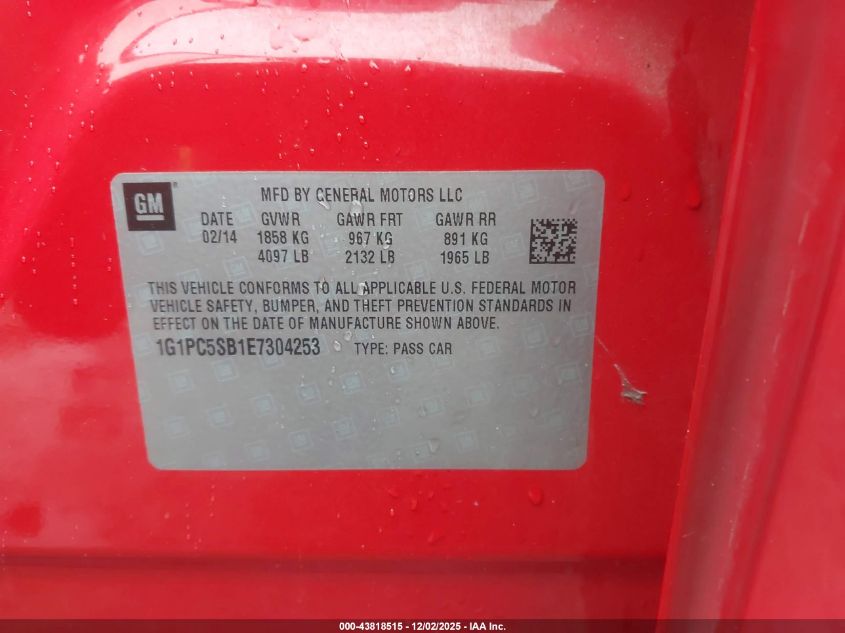 GM
MFD BY GENERAL MOTORS LLC
DATE GVWR GAWR FRT GAWR RR
02/14 1858 KG 967 KG 891 KG
4097 LB 2132 LB 1965 LB
THIS VEHICLE CONFORMS TO ALL APPLICABLE U.S. FEDERAL MOTOR
VEHICLE SAFETY, BUMPER, AND THEFT PREVENTION STANDARDS IN
EFFECT ON THE DATE OF MANUFACTURE SHOWN ABOVE.
1G1PC5SB1E7304253 TYPE: PASS CAR
000-43818515 - 12/02/2025 - IAA Inc.